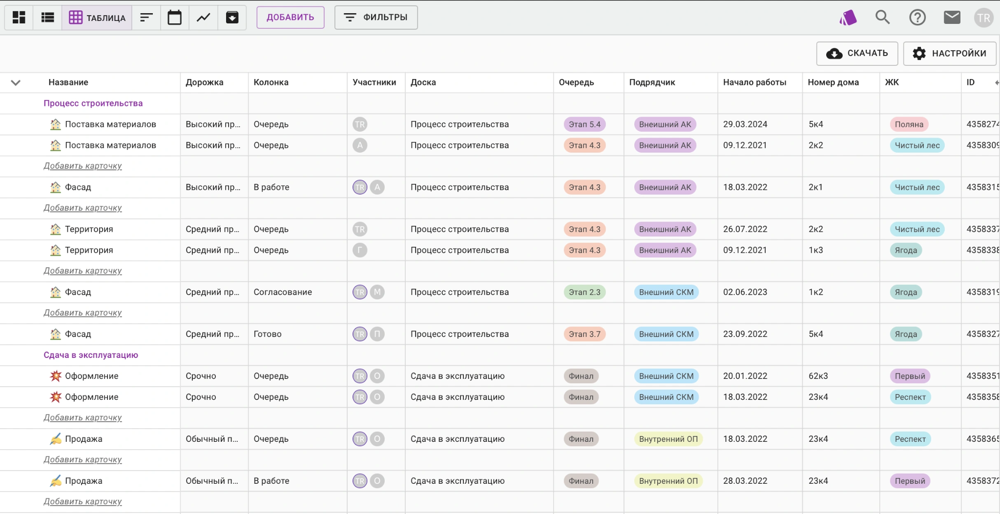 ТАБЛИЦА ДОБАВИТЬ ФИЛЬТРЫ TR
СКАЧАТЬ НАСТРОЙКИ
Название Дорожка Колонка Участники Доска Очередь Подрядчик Начало работы Номер дома ЖК ID
Процесс строительства
Поставка материалов Высокий пр... Очередь TR Процесс строительства Этап 5.4 Внеишний АК 29.03.2024 5к4 Поляна 4358274
Поставка материалов Высокий пр... Очередь А Процесс строительства Этап 4.3 Внеишний АК 09.12.2021 2к2 Чистый лес 4358309
Добавить карточку
Фасад Высокий пр... В работе TR А Процесс строительства Этап 4.3 Внеишний АК 18.03.2022 2к1 Чистый лес 4358315
Добавить карточку
Территория Средний пр... Очередь TR Процесс строительства Этап 4.3 Внеишний АК 26.07.2022 2к2 Чистый лес 4358337
Территория Средний пр... Очередь Г Процесс строительства Этап 4.3 Внеишний АК 09.12.2021 1к3 Ягода 4358338
Добавить карточку
Фасад Средний пр... Согласование TR М Процесс строительства Этап 2.3 Внешний СКМ 02.06.2023 1к2 Ягода 4358319
Добавить карточку
Фасад Средний пр... Готово TR П Процесс строительства Этап 3.7 Внешний СКМ 23.09.2022 5к4 Ягода 4358327
Сдача в эксплуатацию
Оформление Срочно Очередь TR О Сдача в эксплуатацию Финал Внешний СКМ 20.01.2022 62к3 Первый 4358351
Оформление Срочно Очередь TR О Сдача в эксплуатацию Финал Внешний СКМ 18.03.2022 23к4 Респект 4358358
Добавить карточку
Продажа Обычный п... Очередь TR О Сдача в эксплуатацию Финал Внутренний ОП 18.03.2022 23к4 Респект 4358365
Добавить карточку
Продажа Обычный п... В работе TR О Сдача в эксплуатацию Финал Внутренний ОП 28.03.2022 23к4 Первый 4358372
Добавить карточку